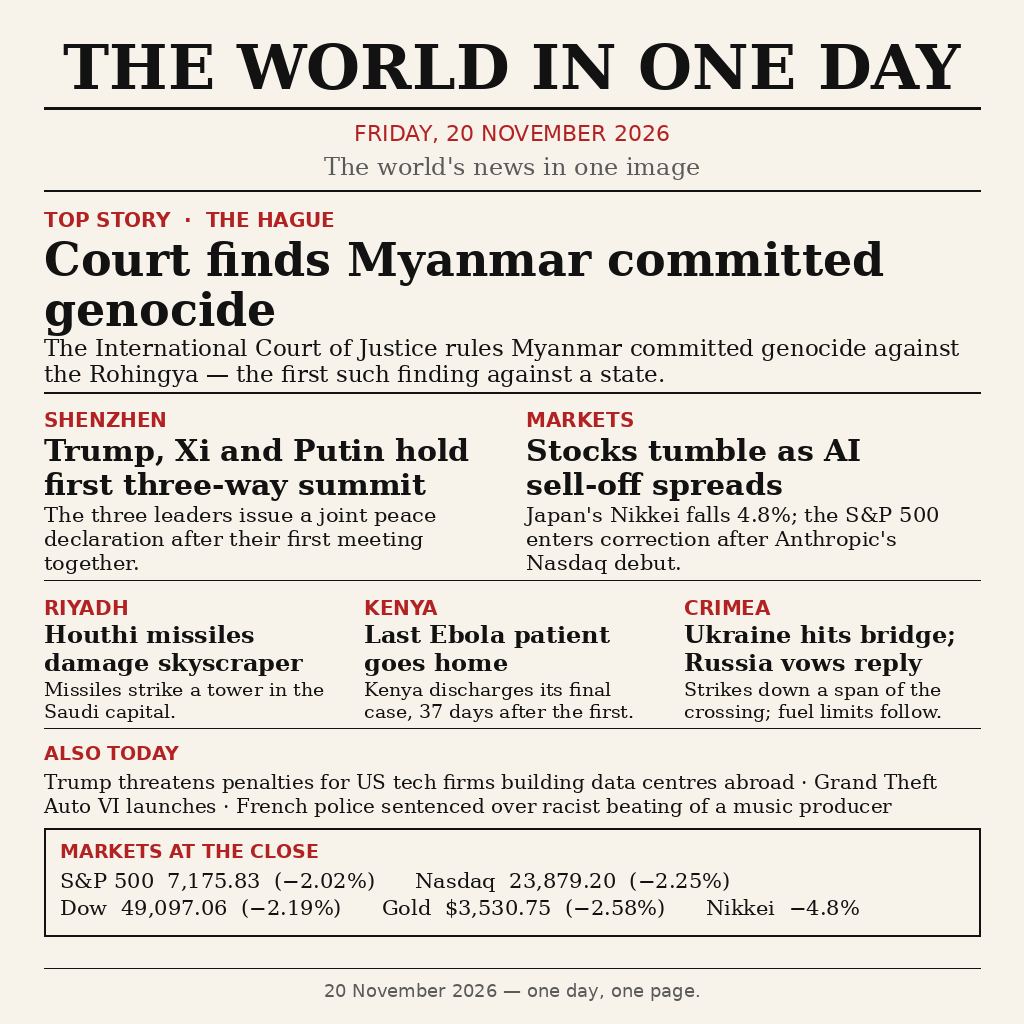 THE WORLD IN ONE DAY
FRIDAY, 20 NOVEMBER 2026
The world's news in one image
TOP STORY · THE HAGUE
Court finds Myanmar committed
genocide
The International Court of Justice rules Myanmar committed genocide against
the Rohingya — the first such finding against a state.
SHENZHEN
Trump, Xi and Putin hold
first three-way summit
The three leaders issue a joint peace
declaration after their first meeting
together.
MARKETS
Stocks tumble as AI
sell-off spreads
Japan's Nikkei falls 4.8%; the S&P 500
enters correction after Anthropic's
Nasdaq debut.
RIYADH
Houthi missiles
damage skyscraper
Missiles strike a tower in the
Saudi capital.
KENYA
Last Ebola patient
goes home
Kenya discharges its final
case, 37 days after the first.
CRIMEA
Ukraine hits bridge;
Russia vows reply
Strikes down a span of the
crossing; fuel limits follow.
ALSO TODAY
Trump threatens penalties for US tech firms building data centres abroad · Grand Theft
Auto VI launches · French police sentenced over racist beating of a music producer
MARKETS AT THE CLOSE
S&P 500 7,175.83 (−2.02%) Nasdaq 23,879.20 (−2.25%)
Dow 49,097.06 (−2.19%) Gold $3,530.75 (−2.58%) Nikkei −4.8%
20 November 2026 — one day, one page.